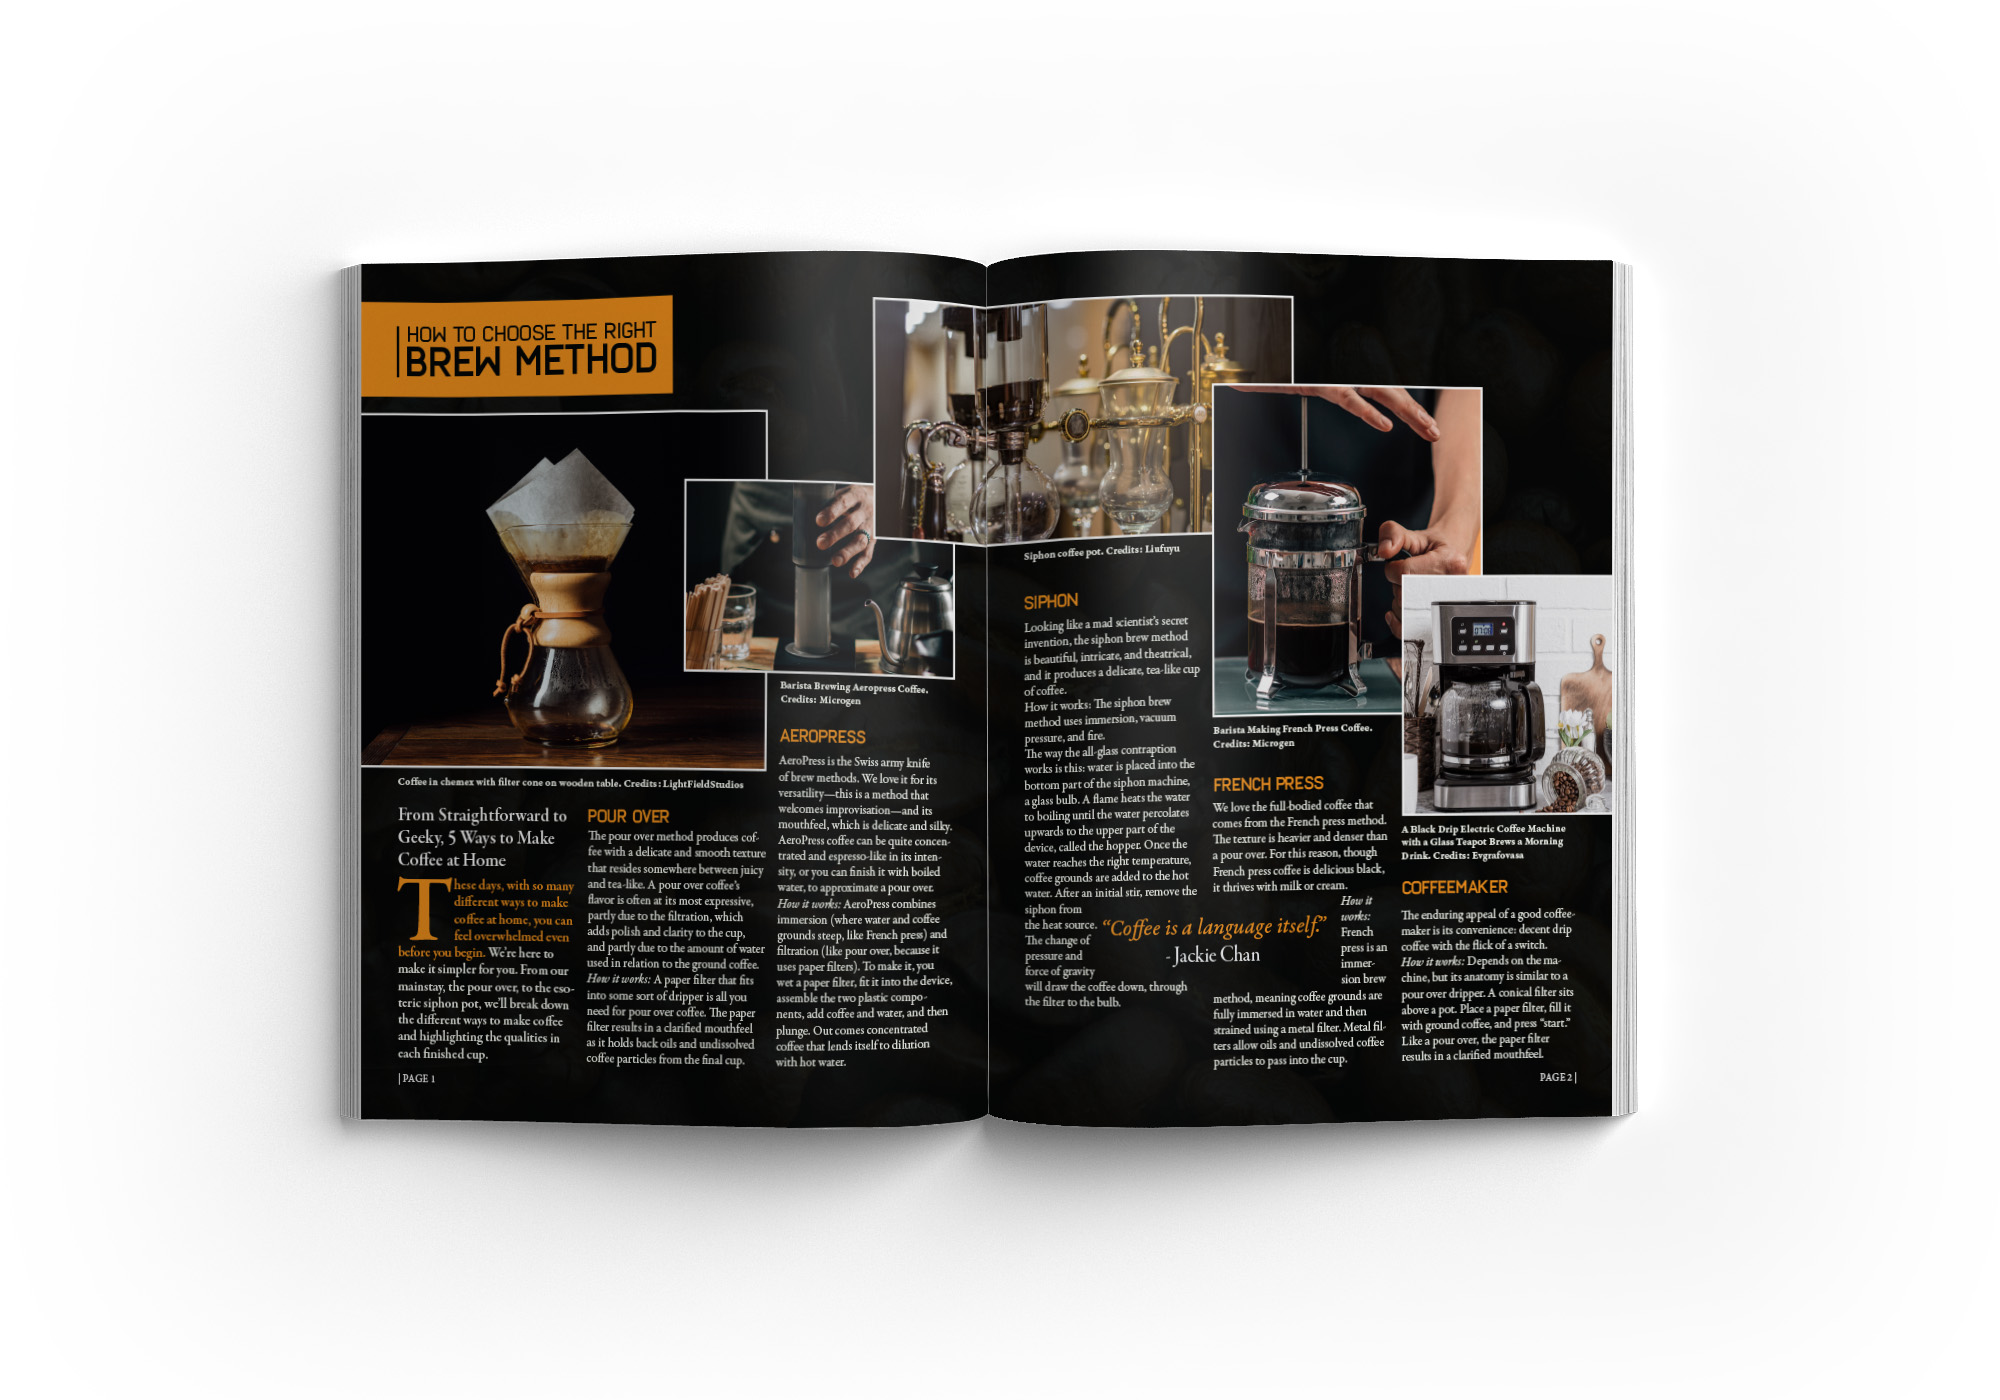 HOW TO CHOOSE THE RIGHT
BREW METHOD
Coffee in chemex with filter cone on wooden table. Credits: LightFieldStudios
From Straightforward to
Geeky, 5 Ways to Make
Coffee at Home
These days, with so many
different ways to make
coffee at home, you can
feel overwhelmed even
before you begin. We're here to
make it simpler for you. From our
mainstay, the pour over, to the eso-
teric siphon pot, we'll break down
the different ways to make coffee
and highlighting the qualities in
each finished cup.
| PAGE 1
POUR OVER
The pour over method produces cof-
fee with a delicate and smooth texture
that resides somewhere between juicy
and tea-like. A pour over coffee's
flavor is often at its most expressive,
partly due to the filtration, which
adds polish and clarity to the cup,
and partly due to the amount of water
used in relation to the ground coffee.
How it works: A paper filter that fits
into some sort of dripper is all you
need for pour over coffee. The paper
filter results in a clarified mouthfeel
as it holds back oils and undissolved
coffee particles from the final cup.
Barista Brewing Aeropress Coffee.
Credits: Microgen
AEROPRESS
AeroPress is the Swiss army knife
of brew methods. We love it for its
versatility—this is a method that
welcomes improvisation—and its
mouthfeel, which is delicate and silky.
AeroPress coffee can be quite concen-
trated and espresso-like in its inten-
sity, or you can finish it with boiled
water, to approximate a pour over.
How it works: AeroPress combines
immersion (where water and coffee
grounds steep, like French press) and
filtration (like pour over, because it
uses paper filters). To make it, you
wet a paper filter, fit it into the device,
assemble the two plastic compo-
nents, add coffee and water, and then
plunge. Out comes concentrated
coffee that lends itself to dilution
with hot water.
Siphon coffee pot. Credits: Liufuyu
SIPHON
Looking like a mad scientist's secret
invention, the siphon brew method
is beautiful, intricate, and theatrical,
and it produces a delicate, tea-like cup
of coffee.
How it works: The siphon brew
method uses immersion, vacuum
pressure, and fire.
The way the all-glass contraption
works is this: water is placed into the
bottom part of the siphon machine,
a glass bulb. A flame heats the water
to boiling until the water percolates
upwards to the upper part of the
device, called the hopper. Once the
water reaches the right temperature,
coffee grounds are added to the hot
water. After an initial stir, remove the
siphon from
the heat source.
The change of
pressure and
force of gravity
will draw the coffee down, through
the filter to the bulb.
"Coffee is a language itself."
- Jackie Chan
Barista Making French Press Coffee.
Credits: Microgen
FRENCH PRESS
We love the full-bodied coffee that
comes from the French press method.
The texture is heavier and denser than
a pour over. For this reason, though
French press coffee is delicious black,
it thrives with milk or cream.
How it
works:
French
press is an
immer-
sion brew
method, meaning coffee grounds are
fully immersed in water and then
strained using a metal filter. Metal fil-
ters allow oils and undissolved coffee
particles to pass into the cup.
A Black Drip Electric Coffee Machine
with a Glass Teapot Brews a Morning
Drink. Credits: Evgrafovasa
COFFEEMAKER
The enduring appeal of a good coffee-
maker is its convenience: decent drip
coffee with the flick of a switch.
How it works: Depends on the ma-
chine, but its anatomy is similar to a
pour over dripper. A conical filter sits
above a pot. Place a paper filter, fill it
with ground coffee, and press "start."
Like a pour over, the paper filter
results in a clarified mouthfeel.
PAGE 2 |